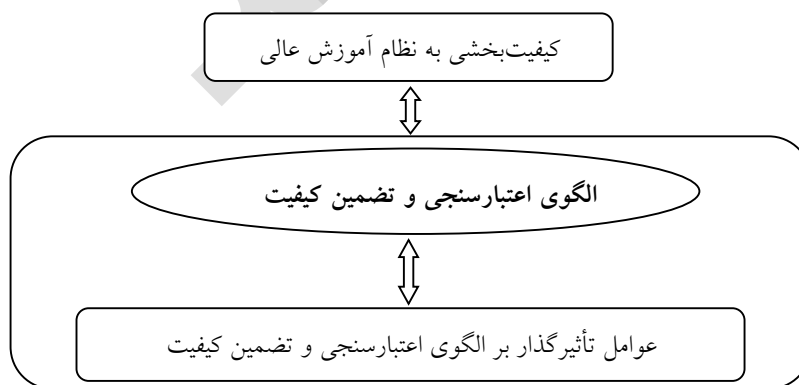 کیفیت‌بخشی به نظام آموزش عالی
الگوی اعتبارسنجی و تضمین کیفیت
عوامل تأثیرگذار بر الگوی اعتبارسنجی و تضمین کیفیت